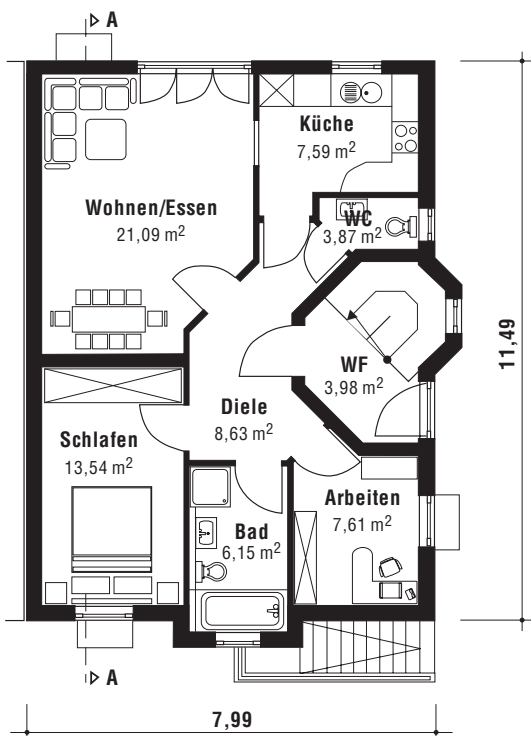 A
Küche
7,59 m²
Wohnen/Essen
21,09 m²
WC
3,87 m²
11,49
WF
3,98 m²
Diele
8,63 m²
Schlafen
13,54 m²
Arbeiten
7,61 m²
Bad
6,15 m²
A
7,99